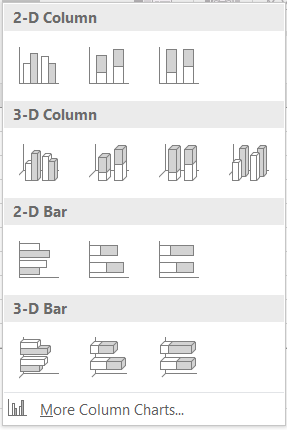 2-D Column
3-D Column
2-D Bar
3-D Bar
More Column Charts...